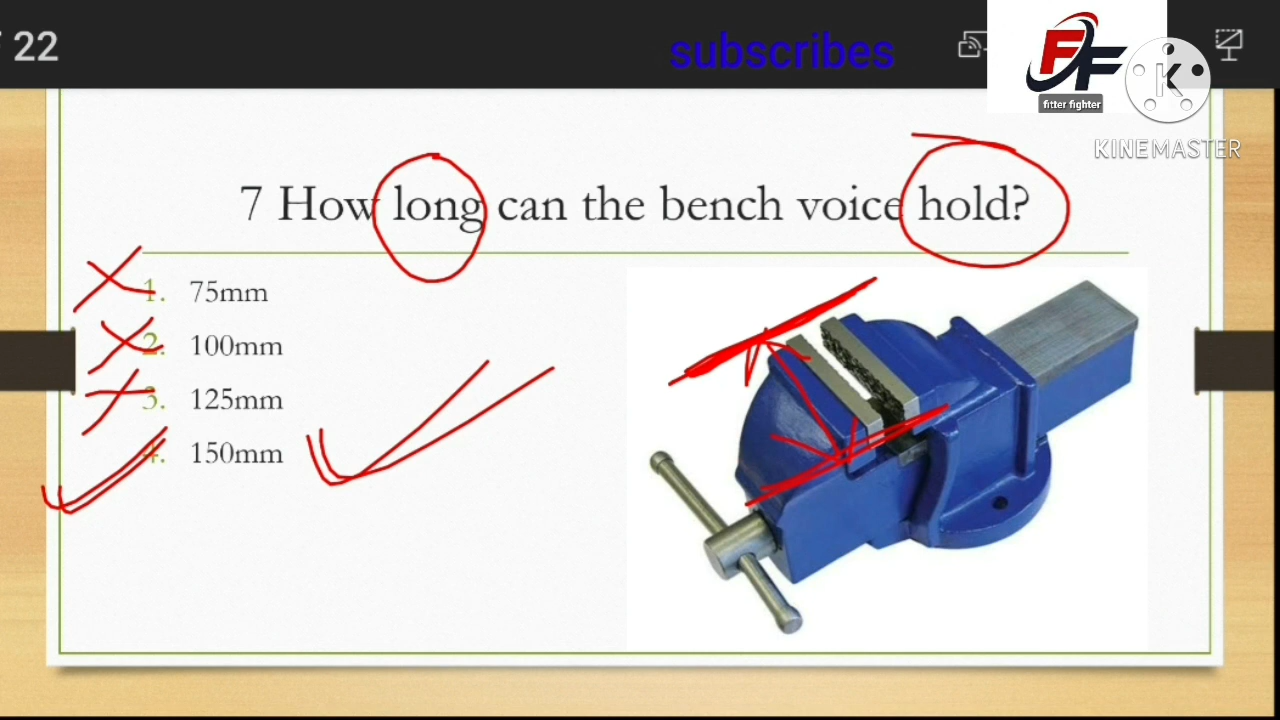 22
subscribes
FF
fitter fighter
K
KINEMASTER
7 How long can the bench voice hold?
1. 75mm
2. 100mm
3. 125mm
4. 150mm